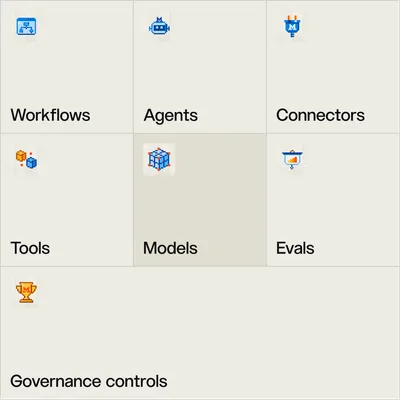 Workflows
Agents
Connectors
Tools
Models
Evals
Governance controls